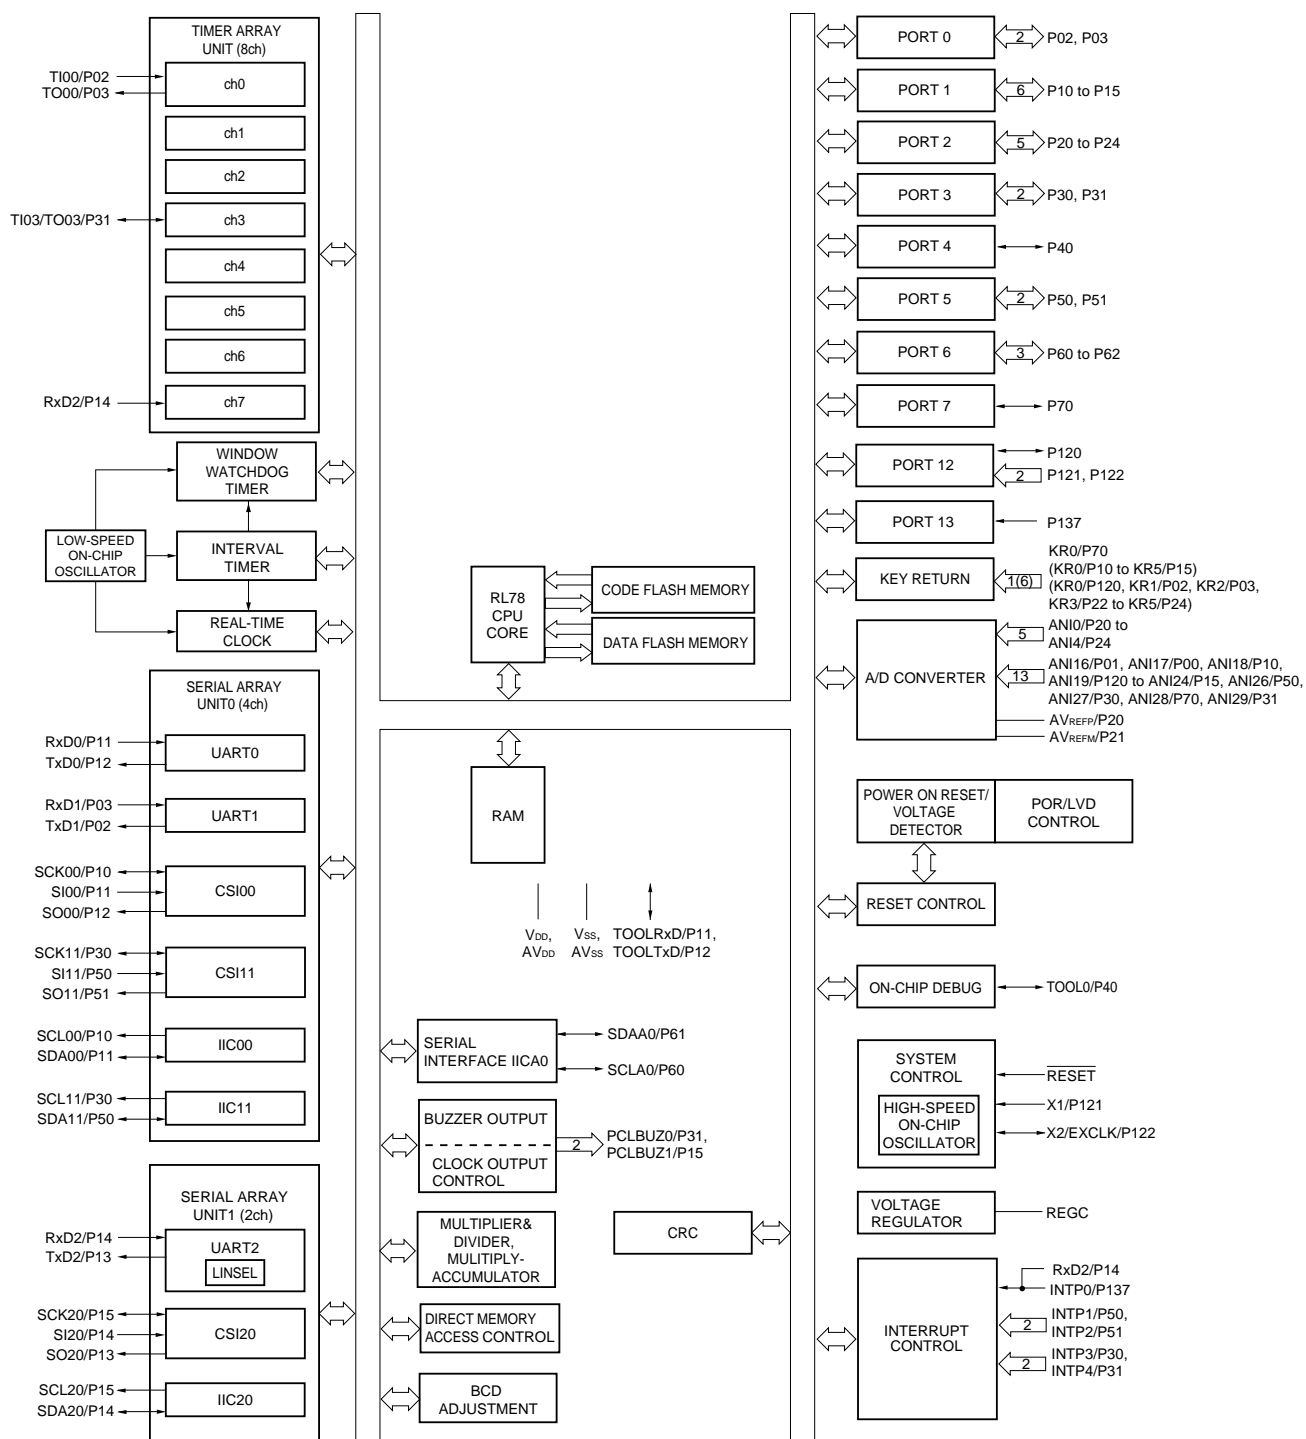 TIMER ARRAY
UNIT (8ch)
TI00/P02
TO00/P03
ch0
ch1
ch2
TI03/TO03/P31
ch3
ch4
ch5
ch6
RxD2/P14
ch7
WINDOW
WATCHDOG
TIMER
LOW-SPEED
ON-CHIP
OSCILLATOR
INTERVAL
TIMER
REAL-TIME
CLOCK
SERIAL ARRAY
UNIT0 (4ch)
RxD0/P11
TxD0/P12
UART0
RxD1/P03
TxD1/P02
UART1
SCK00/P10
SI00/P11
SO00/P12
CSI00
SCK11/P30
SI11/P50
SO11/P51
CSI11
SCL00/P10
SDA00/P11
IIC00
SCL11/P30
SDA11/P50
IIC11
SERIAL ARRAY
UNIT1 (2ch)
RxD2/P14
TxD2/P13
UART2
LINSEL
SCK20/P15
SI20/P14
SO20/P13
CSI20
SCL20/P15
SDA20/P14
IIC20
RL78
CPU
CORE
CODE FLASH MEMORY
DATA FLASH MEMORY
RAM
VDD,
AVDD
VSS,
AVSS
TOOLRxD/P11,
TOOLTxD/P12
SERIAL
INTERFACE IICA0
SDAA0/P61
SCLA0/P60
BUZZER OUTPUT
CLOCK OUTPUT
CONTROL
2
PCLBUZ0/P31,
PCLBUZ1/P15
MULTIPLIER&
DIVIDER,
MULITIPLY-
ACCUMULATOR
CRC
DIRECT MEMORY
ACCESS CONTROL
BCD
ADJUSTMENT
PORT 0
2
P02, P03
PORT 1
6
P10 to P15
PORT 2
5
P20 to P24
PORT 3
2
P30, P31
PORT 4
P40
PORT 5
2
P50, P51
PORT 6
3
P60 to P62
PORT 7
P70
PORT 12
P120
2
P121, P122
PORT 13
P137
KEY RETURN
1(6)
KR0/P70
(KR0/P10 to KR5/P15)
(KR0/P120, KR1/P02, KR2/P03,
KR3/P22 to KR5/P24)
A/D CONVERTER
5
ANI0/P20 to
ANI4/P24
13
ANI16/P01, ANI17/P00, ANI18/P10,
ANI19/P120 to ANI24/P15, ANI26/P50,
ANI27/P30, ANI28/P70, ANI29/P31
AVREFP/P20
AVREFM/P21
POWER ON RESET/
VOLTAGE
DETECTOR
POR/LVD
CONTROL
RESET CONTROL
ON-CHIP DEBUG
TOOL0/P40
SYSTEM
CONTROL
HIGH-SPEED
ON-CHIP
OSCILLATOR
RESET
X1/P121
X2/EXCLK/P122
VOLTAGE
REGULATOR
REGC
INTERRUPT
CONTROL
RxD2/P14
INTP0/P137
2
INTP1/P50,
INTP2/P51
2
INTP3/P30,
INTP4/P31